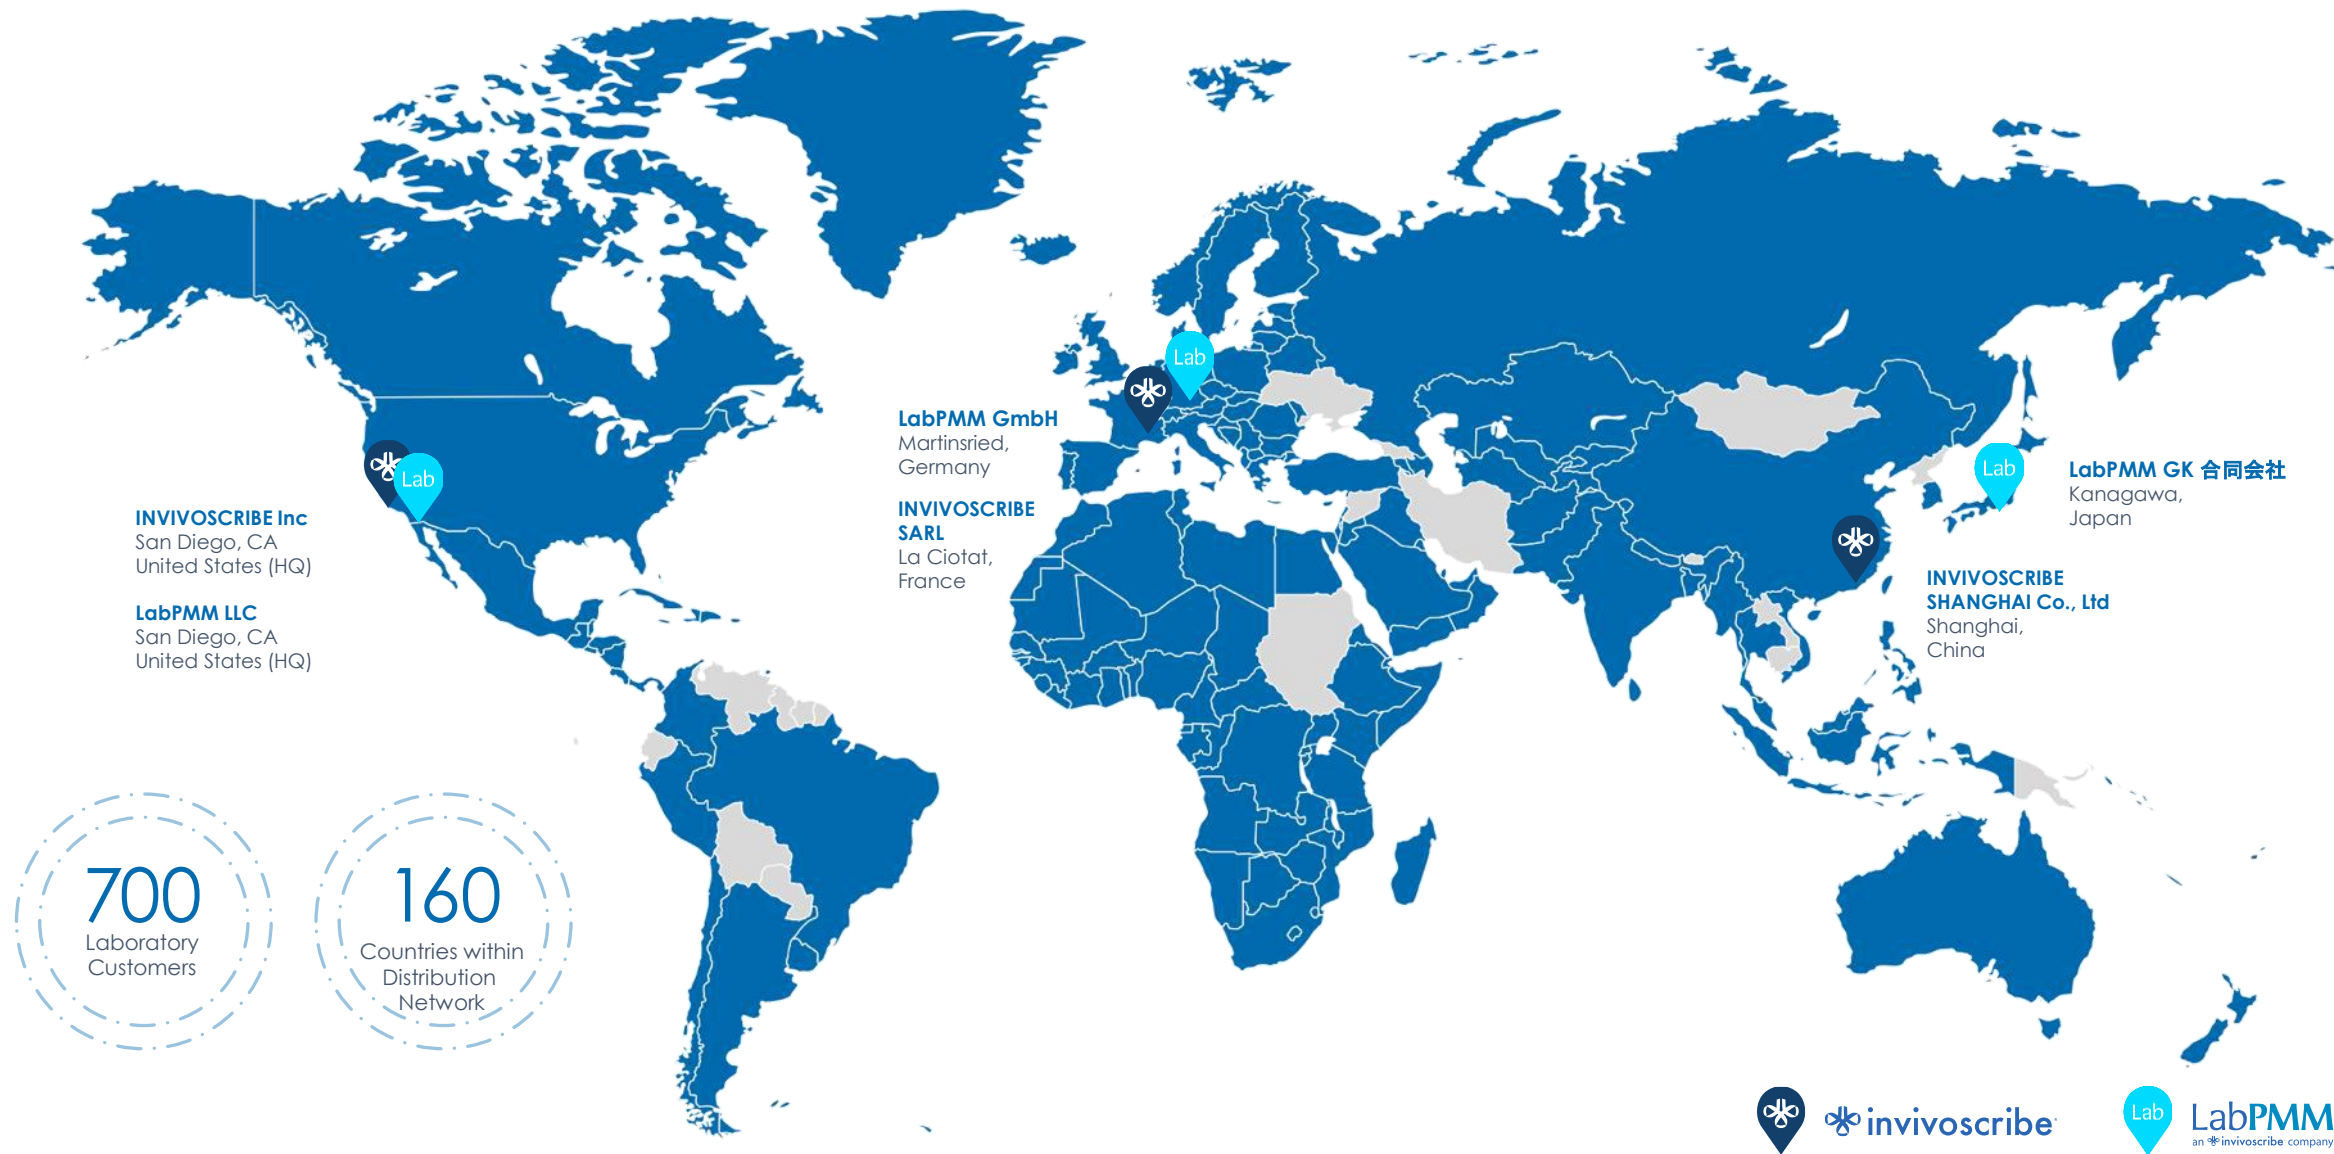 Lab
Lab
Lab
INVIVOSCRIBE Inc
San Diego, CA
United States (HQ)
LabPMM LLC
San Diego, CA
United States (HQ)
LabPMM GmbH
Martinsried,
Germany
INVIVOSCRIBE
SARL
La Ciotat,
France
LabPMM GK 合同会社
Kanagawa,
Japan
INVIVOSCRIBE
SHANGHAI Co., Ltd
Shanghai,
China
700
Laboratory
Customers
160
Countries within
Distribution
Network
invivoscribe
Lab
LabPMM
an invivoscribe company